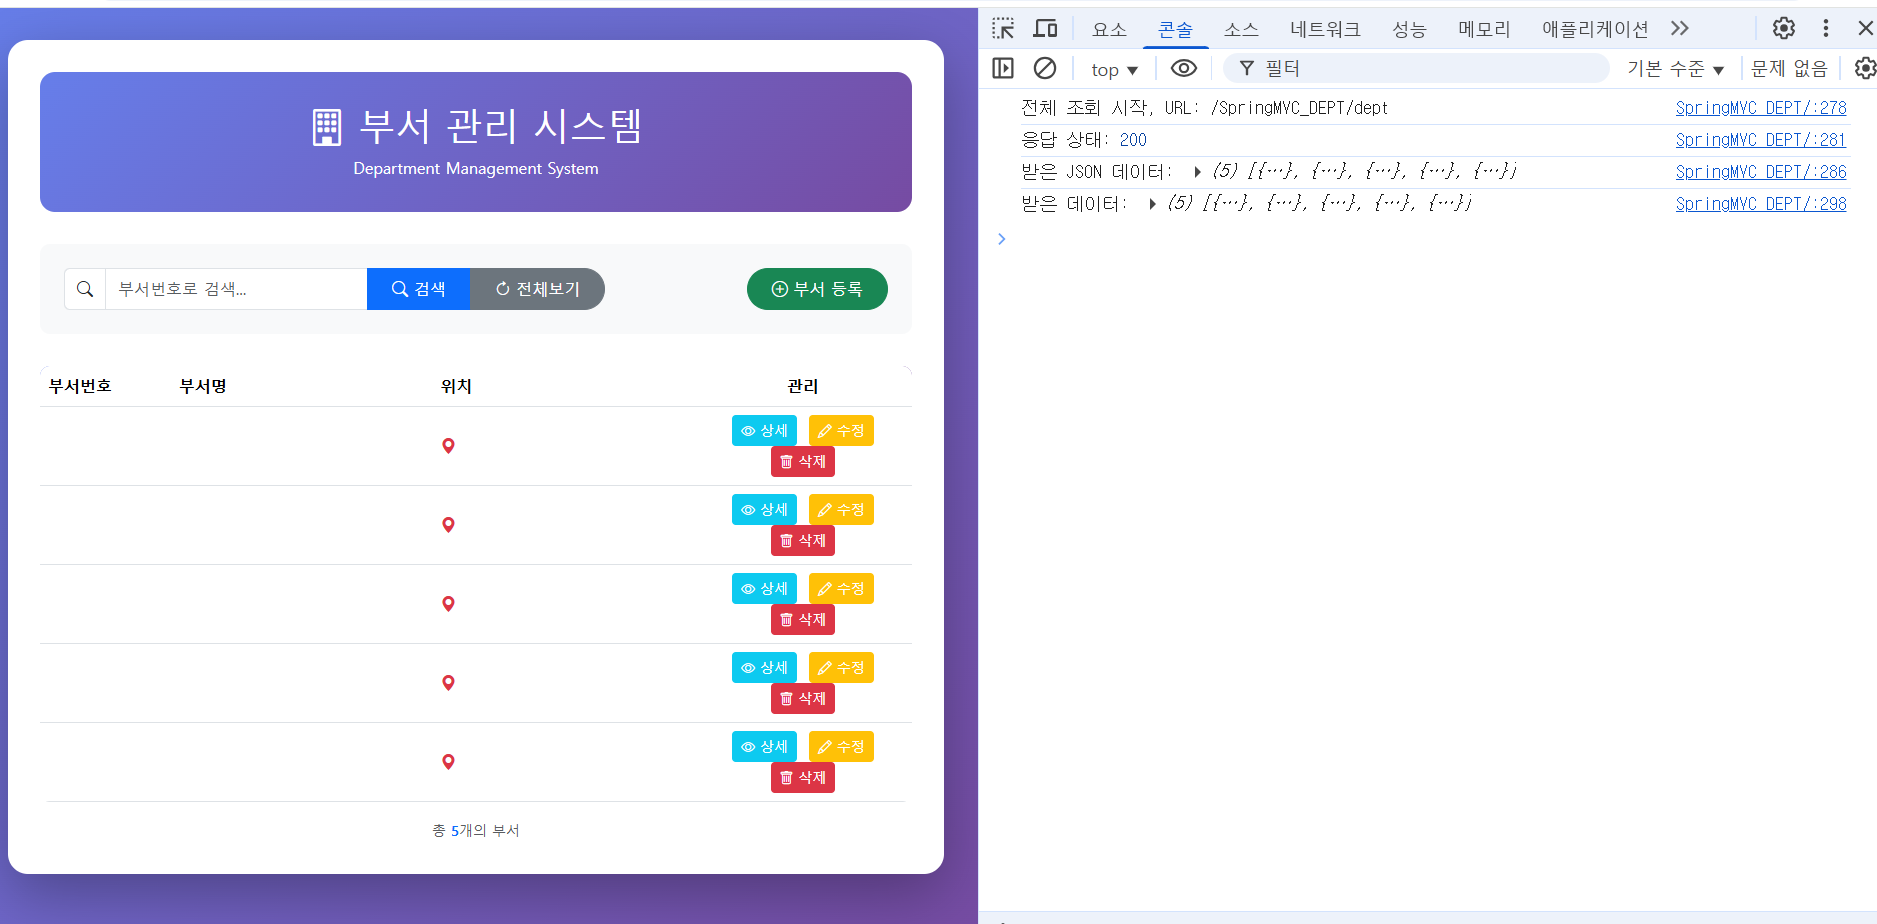 부서 관리 시스템
Department Management System
부서번호로 검색...
검색
전체보기
부서 등록
부서번호 부서명 위치 관리
상세 수정
삭제
상세 수정
삭제
상세 수정
삭제
상세 수정
삭제
상세 수정
삭제
총 5개의 부서
요소 콘솔 소스 네트워크 성능 메모리 애플리케이션
top ▼ 필터 기본 수준 ▼ 문제 없음
전체 조회 시작, URL: /SpringMVC_DEPT/dept SpringMVC_DEPT/:278
응답 상태: 200 SpringMVC_DEPT/:281
받은 JSON 데이터: ▶ (5) [{…}, {…}, {…}, {…}, {…}] SpringMVC_DEPT/:286
받은 데이터: ▶ (5) [{…}, {…}, {…}, {…}, {…}] SpringMVC_DEPT/:298